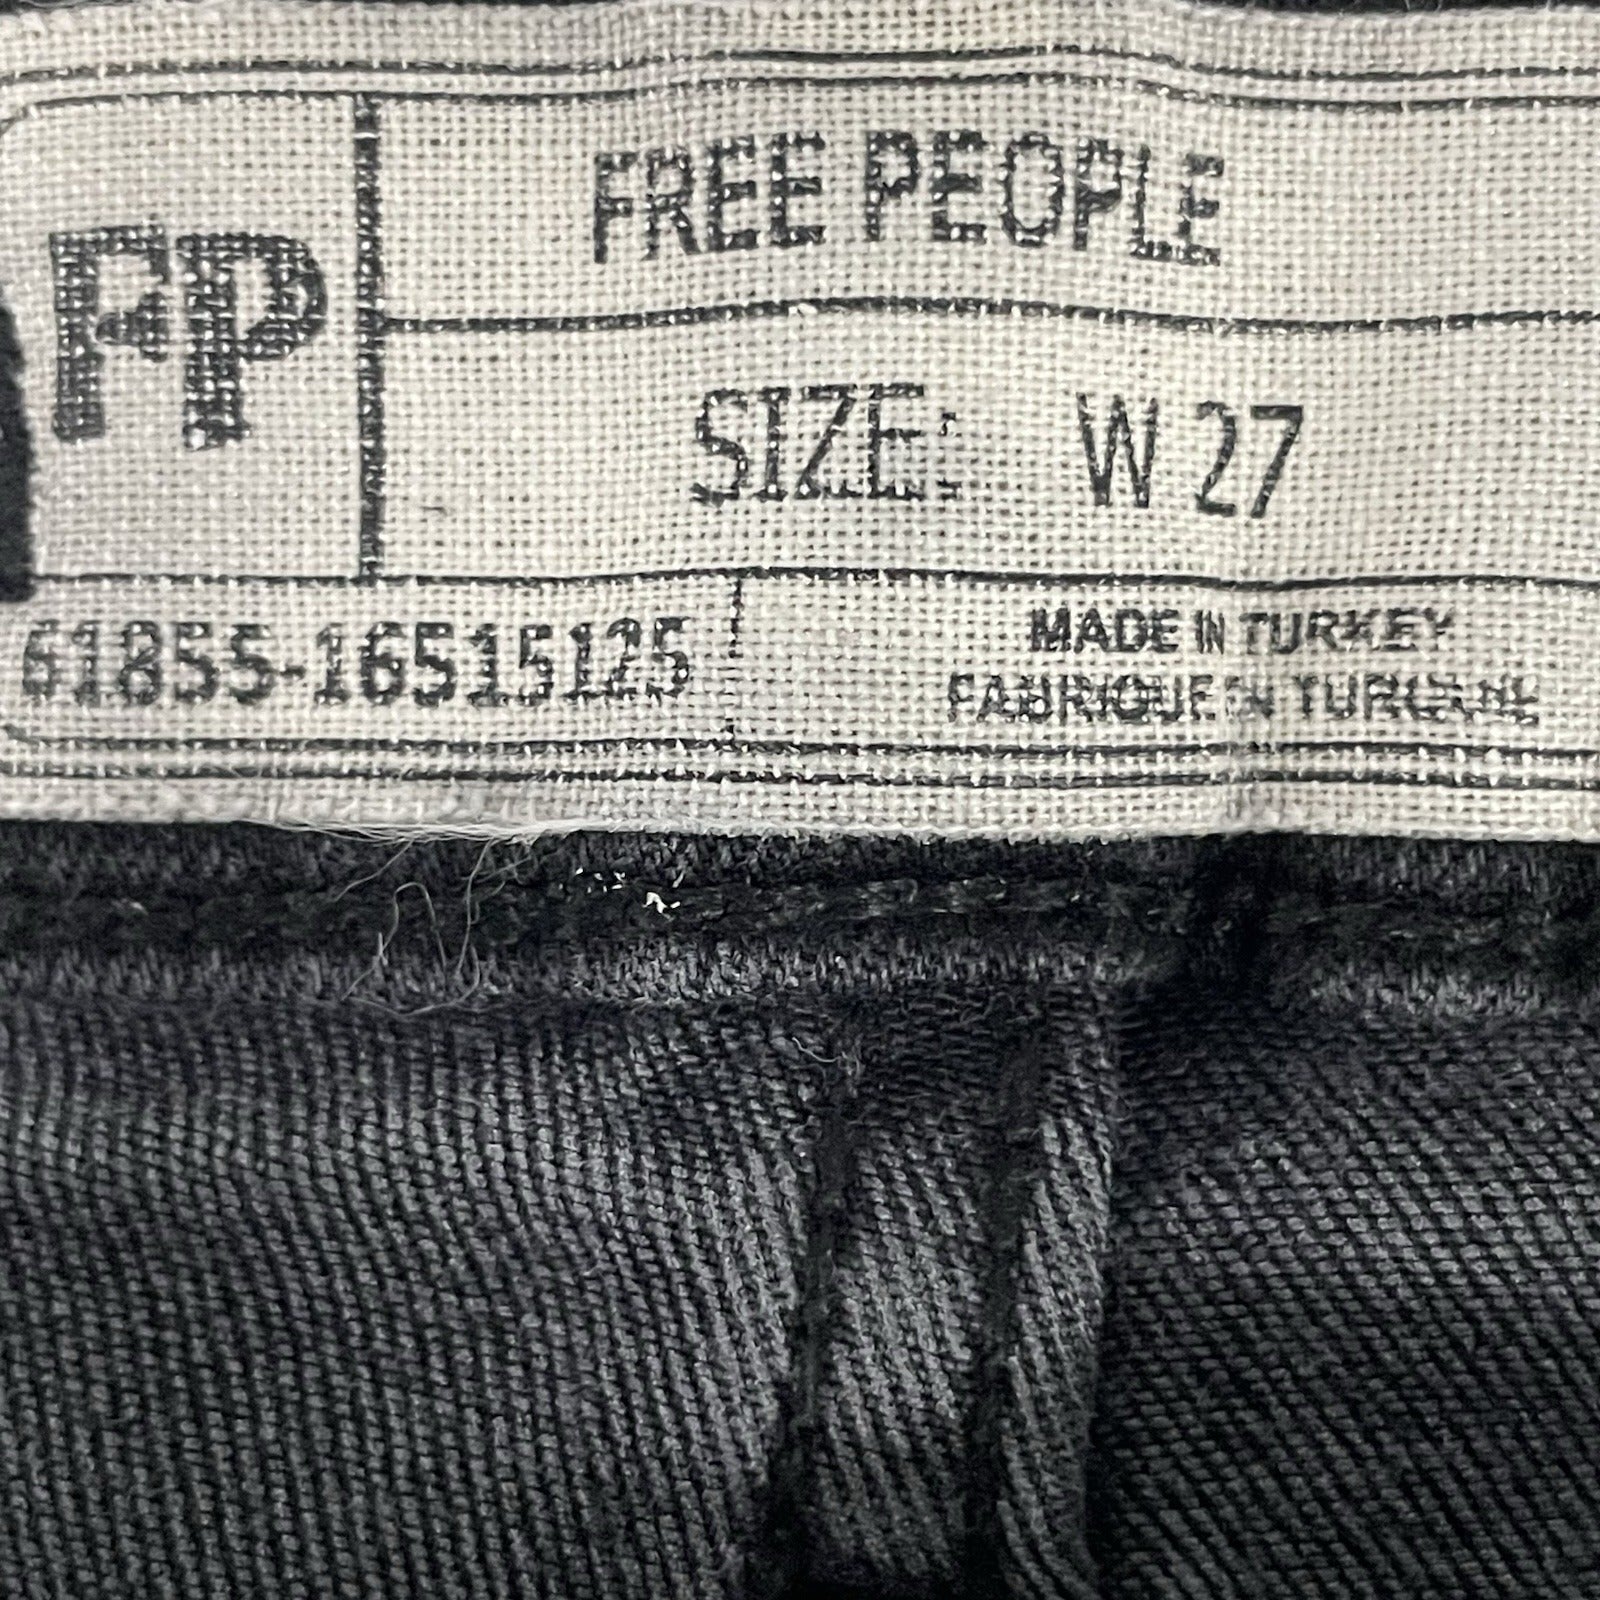 FP
FREE PEOPLE
SIZE: W 27
61855-16515125
MADE IN TURKEY
FABRIQUE EN TURQUIE